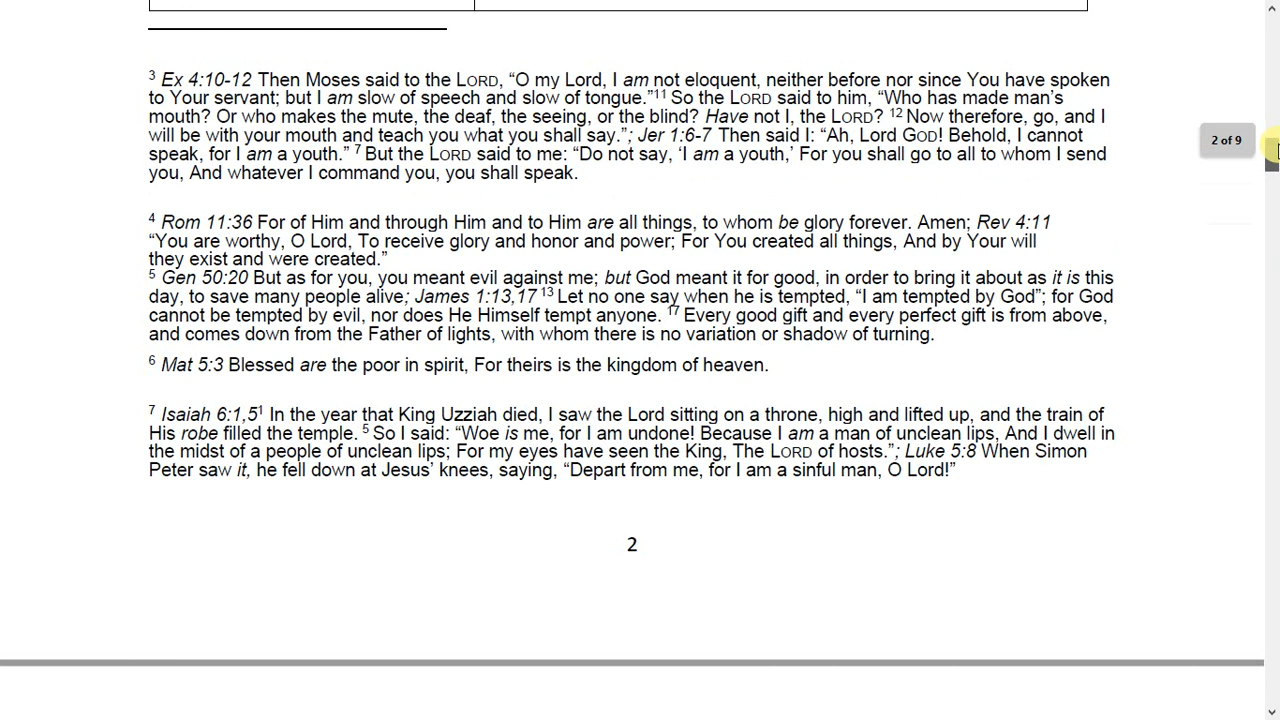 3 Ex 4:10-12 Then Moses said to the LORD, “O my Lord, I am not eloquent, neither before nor since You have spoken
to Your servant; but I am slow of speech and slow of tongue.”11 So the LORD said to him, “Who has made man’s
mouth? Or who makes the mute, the deaf, the seeing, or the blind? Have not I, the LORD? 12 Now therefore, go, and I
will be with your mouth and teach you what you shall say.”; Jer 1:6-7 Then said I: “Ah, Lord GOD! Behold, I cannot
speak, for I am a youth.” 7 But the LORD said to me: “Do not say, ‘I am a youth,’ For you shall go to all to whom I send
you, And whatever I command you, you shall speak.
2 of 9
4 Rom 11:36 For of Him and through Him and to Him are all things, to whom be glory forever. Amen; Rev 4:11
“You are worthy, O Lord, To receive glory and honor and power; For You created all things, And by Your will
they exist and were created.”
5 Gen 50:20 But as for you, you meant evil against me; but God meant it for good, in order to bring it about as it is this
day, to save many people alive; James 1:13,17 13 Let no one say when he is tempted, “I am tempted by God”; for God
cannot be tempted by evil, nor does He Himself tempt anyone. 17 Every good gift and every perfect gift is from above,
and comes down from the Father of lights, with whom there is no variation or shadow of turning.
6 Mat 5:3 Blessed are the poor in spirit, For theirs is the kingdom of heaven.
7 Isaiah 6:1,5 1 In the year that King Uzziah died, I saw the Lord sitting on a throne, high and lifted up, and the train of
His robe filled the temple. 5 So I said: “Woe is me, for I am undone! Because I am a man of unclean lips, And I dwell in
the midst of a people of unclean lips; For my eyes have seen the King, The LORD of hosts.”; Luke 5:8 When Simon
Peter saw it, he fell down at Jesus’ knees, saying, “Depart from me, for I am a sinful man, O Lord!”
2